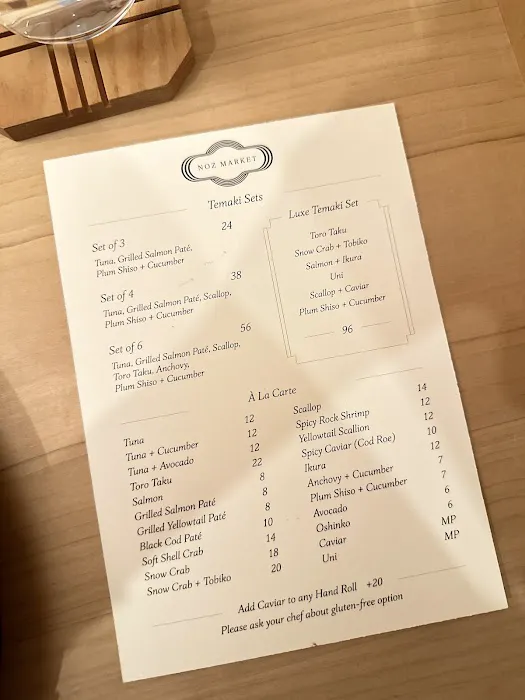 NOZ MARKET
Temaki Sets
Set of 3 24
Tuna, Grilled Salmon Paté,
Plum Shiso + Cucumber
Set of 4 38
Tuna, Grilled Salmon Paté, Scallop,
Plum Shiso + Cucumber
Set of 6 56
Tuna, Grilled Salmon Paté, Scallop,
Toro Taku, Anchovy,
Plum Shiso + Cucumber
Luxe Temaki Set
Toro Taku
Snow Crab + Tobiko
Salmon + Ikura
Uni
Scallop + Caviar
Plum Shiso + Cucumber
96
À La Carte
Tuna 12
Tuna + Cucumber 12
Tuna + Avocado 12
Toro Taku 22
Salmon 8
Grilled Salmon Paté 8
Grilled Yellowtail Paté 8
Black Cod Paté 10
Soft Shell Crab 14
Snow Crab 18
Snow Crab + Tobiko 20
Scallop 14
Spicy Rock Shrimp 12
Yellowtail Scallion 12
Spicy Caviar (Cod Roe) 10
Ikura 12
Anchovy + Cucumber 7
Plum Shiso + Cucumber 7
Avocado 6
Oshinko 6
Caviar MP
Uni MP
Add Caviar to any Hand Roll +20
Please ask your chef about gluten-free option